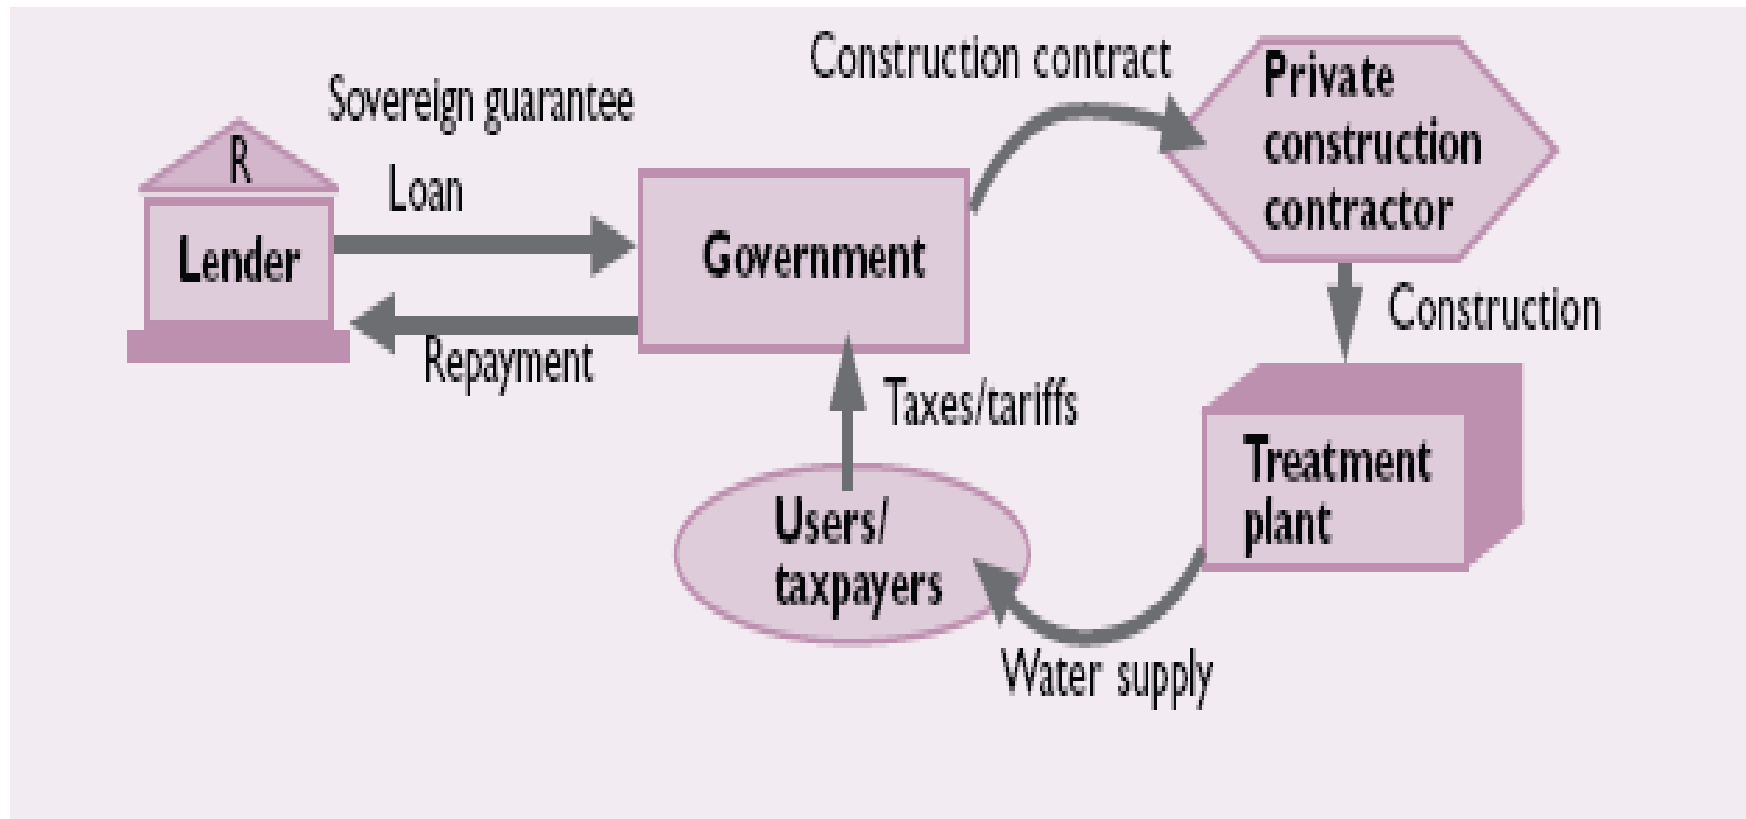 Construction contract
Private
construction
contractor
Sovereign guarantee
R
Loan
Lender
Government
Repayment
Construction
Taxes/tariffs
Treatment
plant
Users/
taxpayers
Water supply